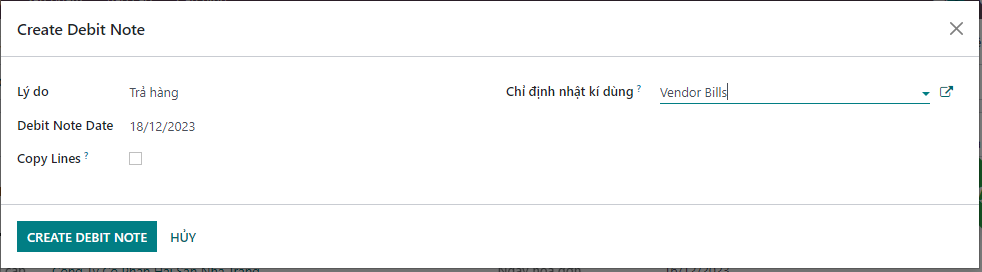 Create Debit Note
Lý do Trả hàng Chỉ định nhật kí dùng ? Vendor Bills
Debit Note Date 18/12/2023
Copy Lines ?
CREATE DEBIT NOTE HỦY